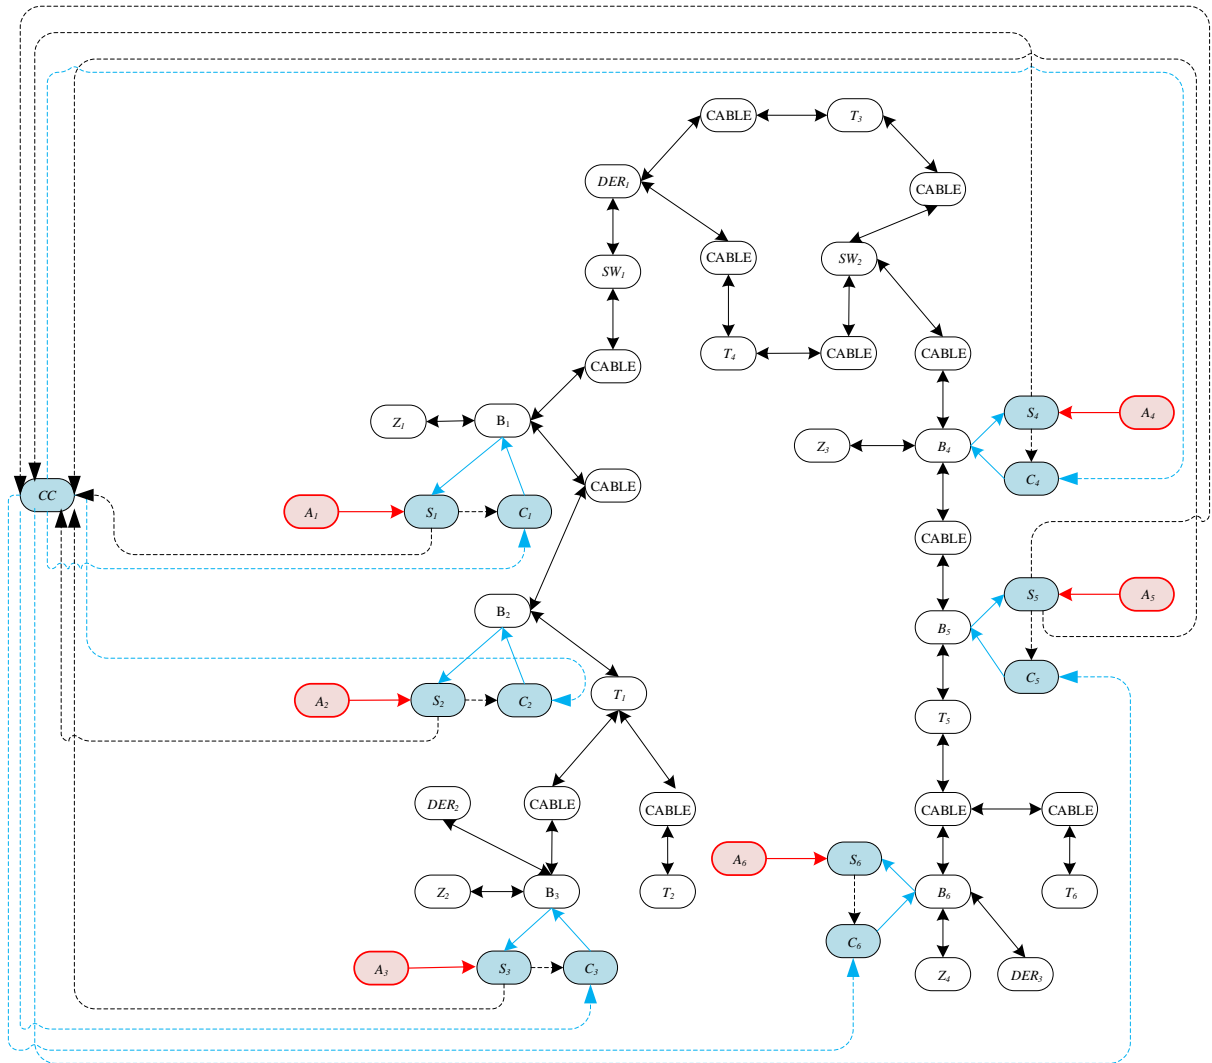 CABLE
T3
DER1
CABLE
CABLE
SW2
SW1
T4
CABLE
CABLE
CABLE
Z1
B1
S4
A4
Z3
B4
C4
CABLE
CC
A1
S1
C1
CABLE
B2
S5
A5
B5
C5
A2
S2
C2
T1
T5
DER2
CABLE
CABLE
CABLE
CABLE
A6
S6
Z2
B3
T2
B6
T6
C6
A3
S3
C3
Z4
DER3